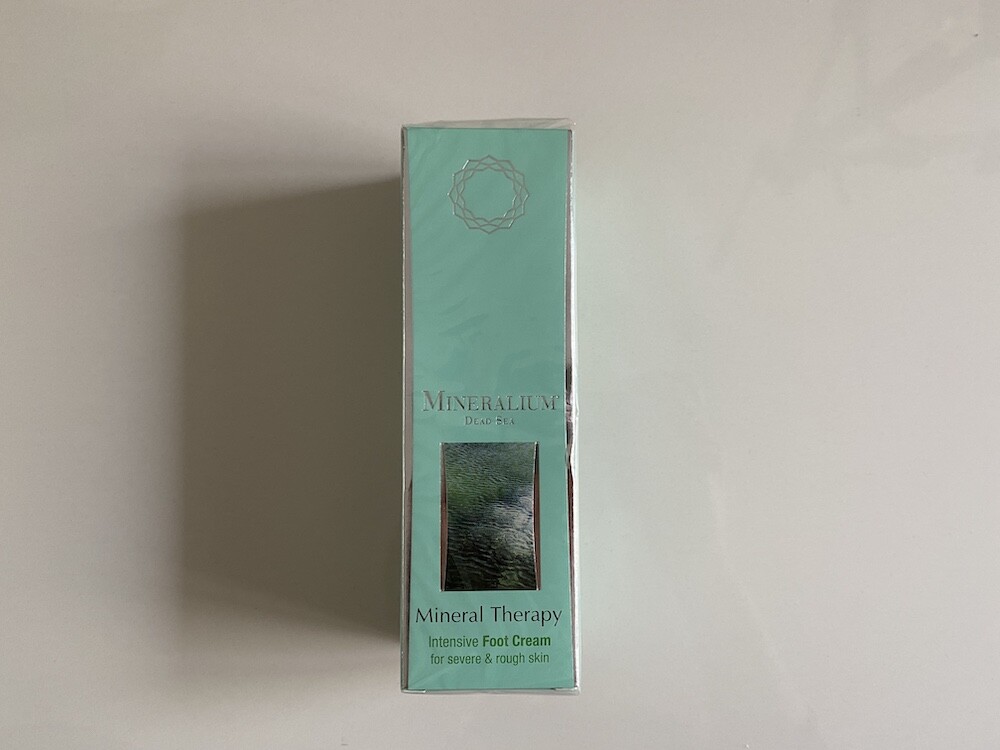 MINERALIUM
DEAD SEA
Mineral Therapy
Intensive Foot Cream
for severe & rough skin